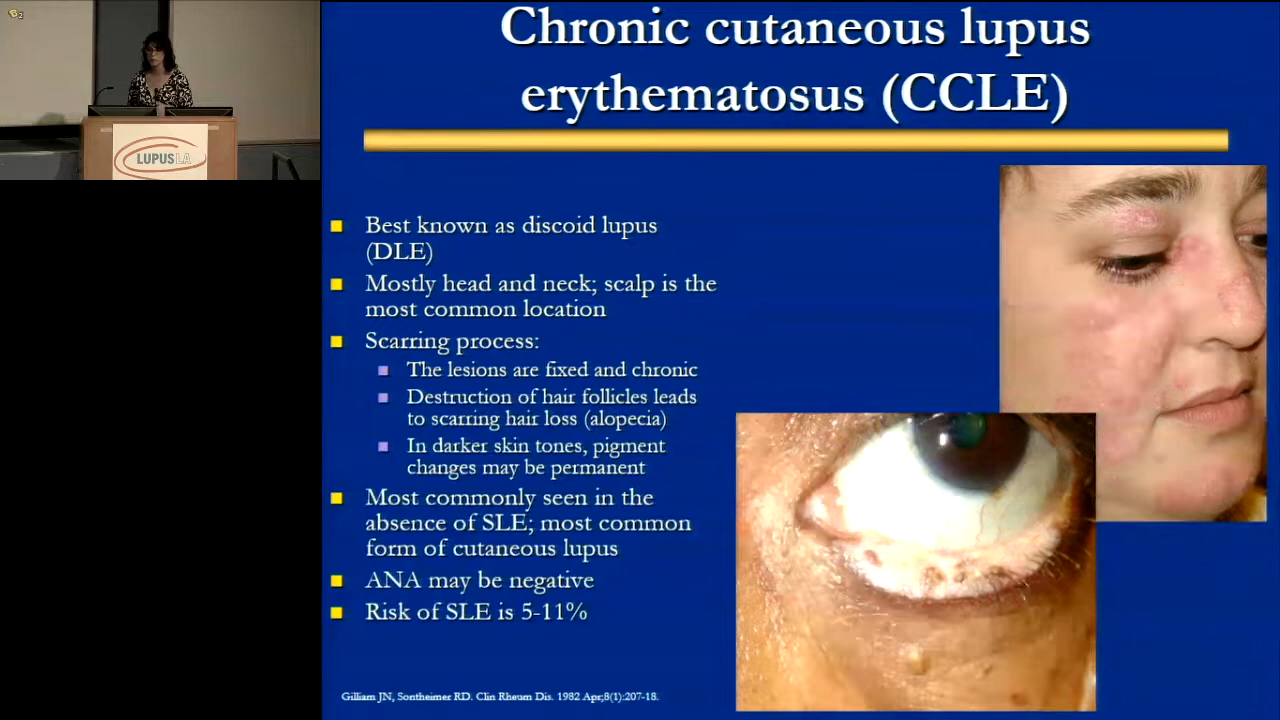 Chronic cutaneous lupus
erythematosus (CCLE)
LUPUS LA
Best known as discoid lupus
(DLE)
Mostly head and neck; scalp is the
most common location
Scarring process:
The lesions are fixed and chronic
Destruction of hair follicles leads
to scarring hair loss (alopecia)
In darker skin tones, pigment
changes may be permanent
Most commonly seen in the
absence of SLE; most common
form of cutaneous lupus
ANA may be negative
Risk of SLE is 5-11%
Gilliam JN, Sontheimer RD. Clin Rheum Dis. 1982 Apr;8(1):207-18.